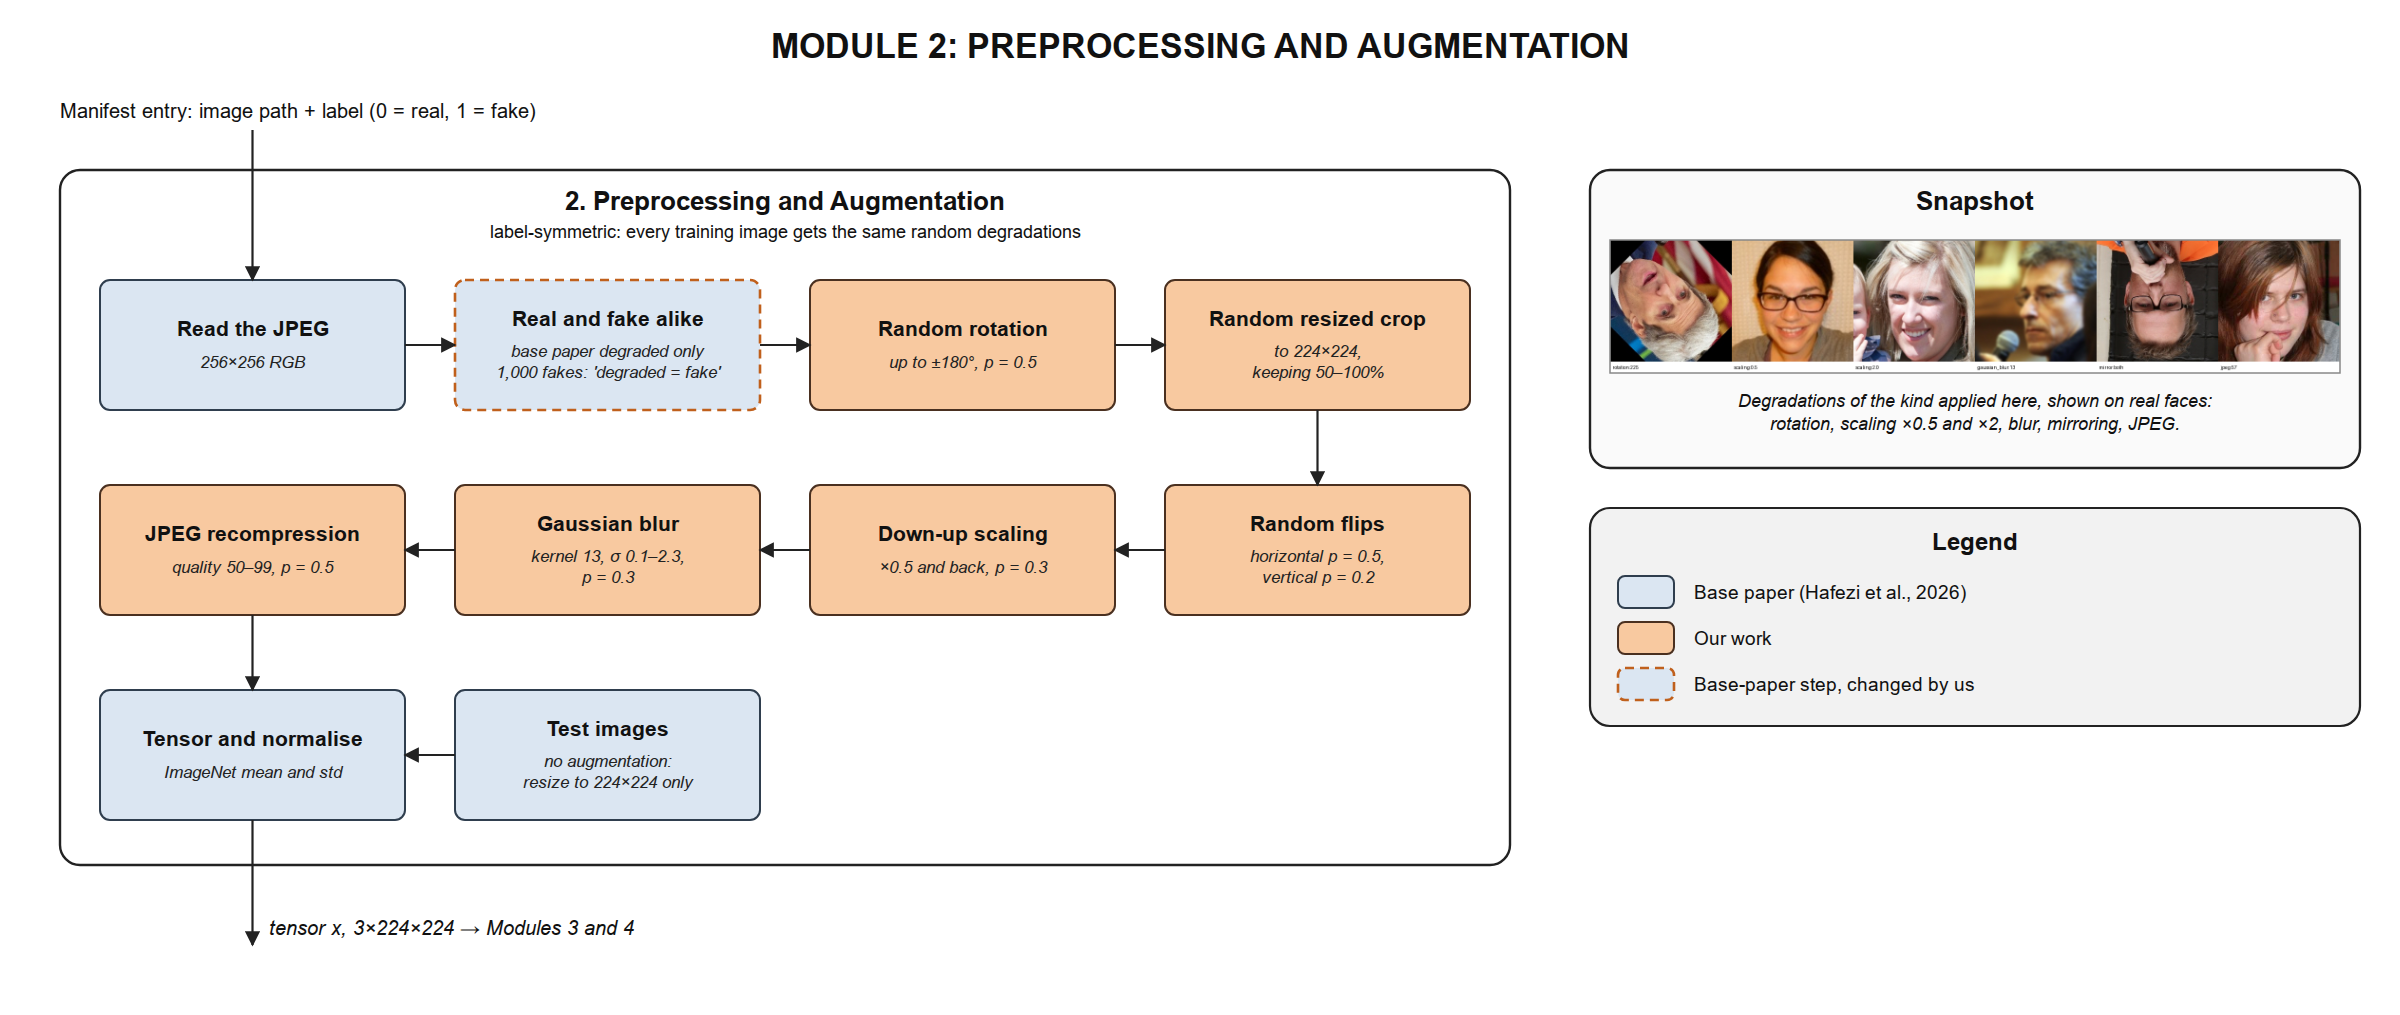 MODULE 2: PREPROCESSING AND AUGMENTATION
Manifest entry: image path + label (0 = real, 1 = fake)
2. Preprocessing and Augmentation
label-symmetric: every training image gets the same random degradations
Read the JPEG
256×256 RGB
Real and fake alike
base paper degraded only
1,000 fakes: 'degraded = fake'
Random rotation
up to ±180°, p = 0.5
Random resized crop
to 224×224,
keeping 50–100%
JPEG recompression
quality 50–99, p = 0.5
Gaussian blur
kernel 13, σ 0.1–2.3,
p = 0.3
Down-up scaling
×0.5 and back, p = 0.3
Random flips
horizontal p = 0.5,
vertical p = 0.2
Tensor and normalise
ImageNet mean and std
Test images
no augmentation:
resize to 224×224 only
tensor x, 3×224×224 → Modules 3 and 4
Snapshot
Degradations of the kind applied here, shown on real faces:
rotation, scaling ×0.5 and ×2, blur, mirroring, JPEG.
Legend
Base paper (Hafezi et al., 2026)
Our work
Base-paper step, changed by us